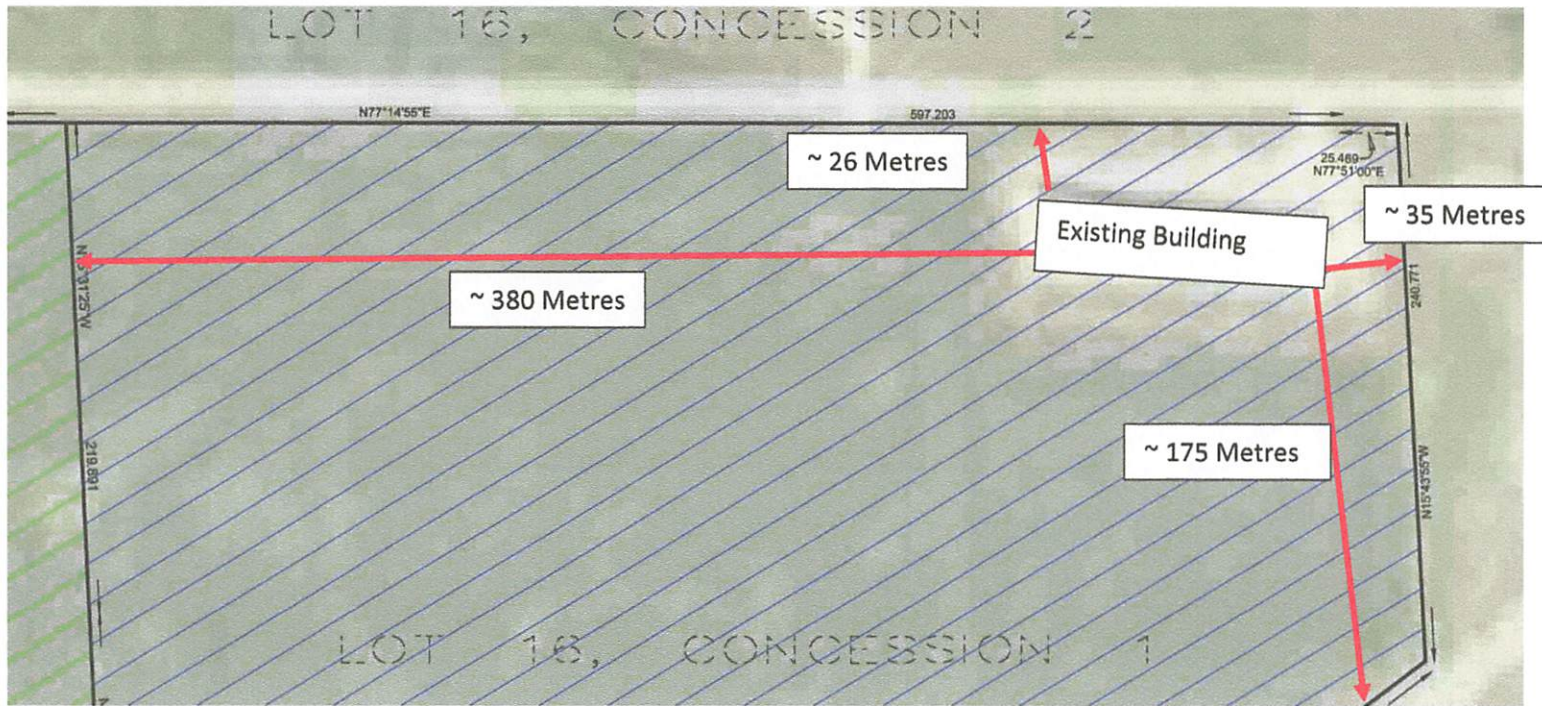 LOT 16, CONCESSION 2
N77°14'55"E
597.203
~ 26 Metres
25.469
N77°51'00"E
~ 35 Metres
Existing Building
~ 380 Metres
240.771
219.891
~ 175 Metres
N15°43'55"W
LOT 16, CONCESSION 1
N